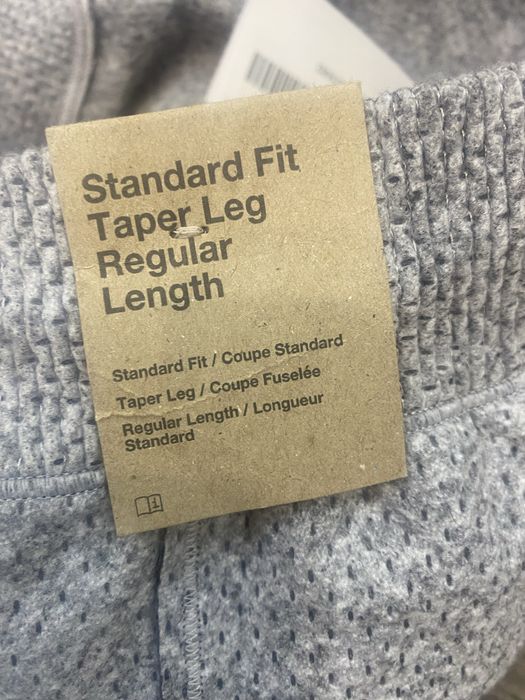 Standard Fit
Taper Leg
Regular
Length
Standard Fit / Coupe Standard
Taper Leg / Coupe Fuselée
Regular Length / Longueur
Standard